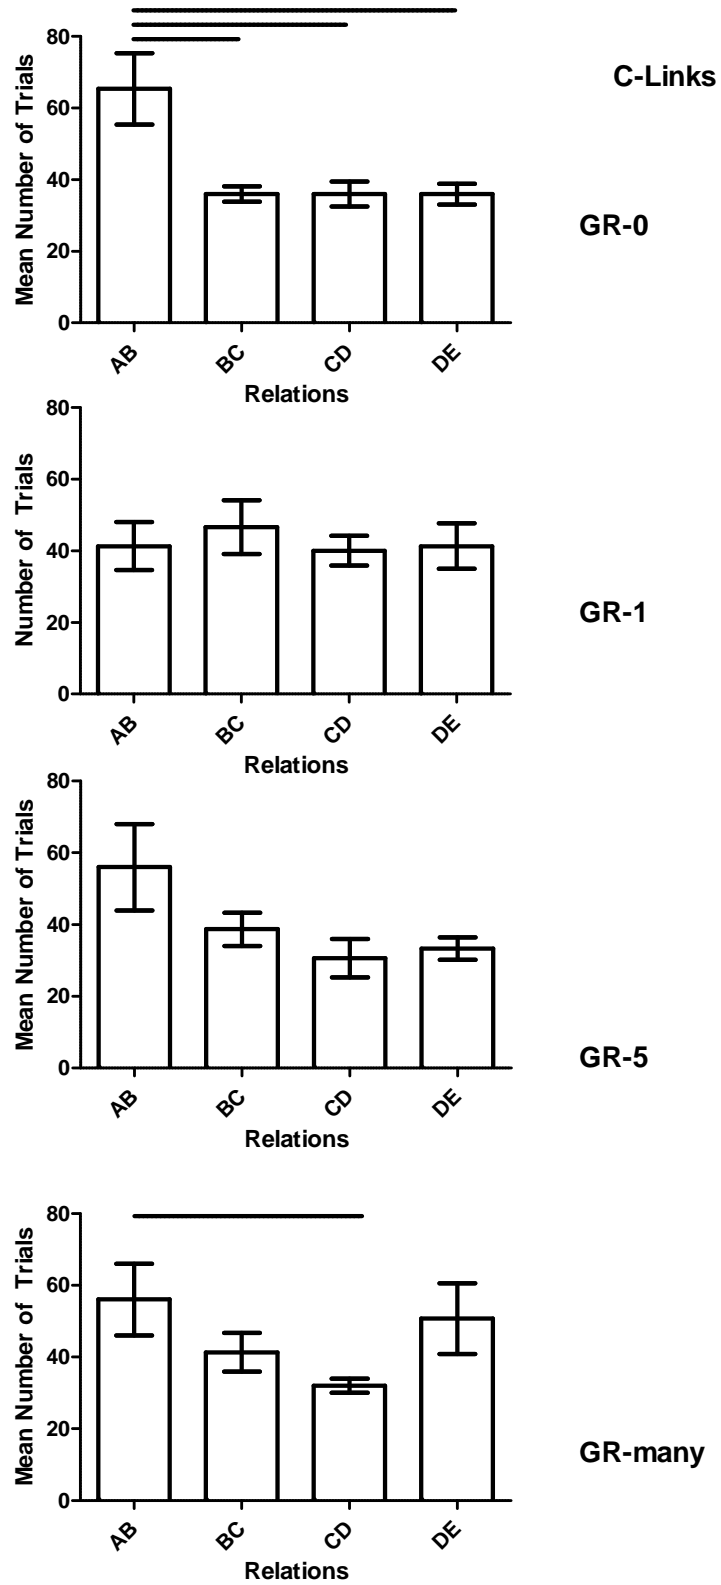 C-Links
Mean Number of Trials
80
60
40
20
0
AB
BC
CD
DE
Relations
GR-0
Number of Trials
80
60
40
20
0
AB
BC
CD
DE
Relations
GR-1
Mean Number of Trials
80
60
40
20
0
AB
BC
CD
DE
Relations
GR-5
Mean Number of Trials
80
60
40
20
0
AB
BC
CD
DE
Relations
GR-many